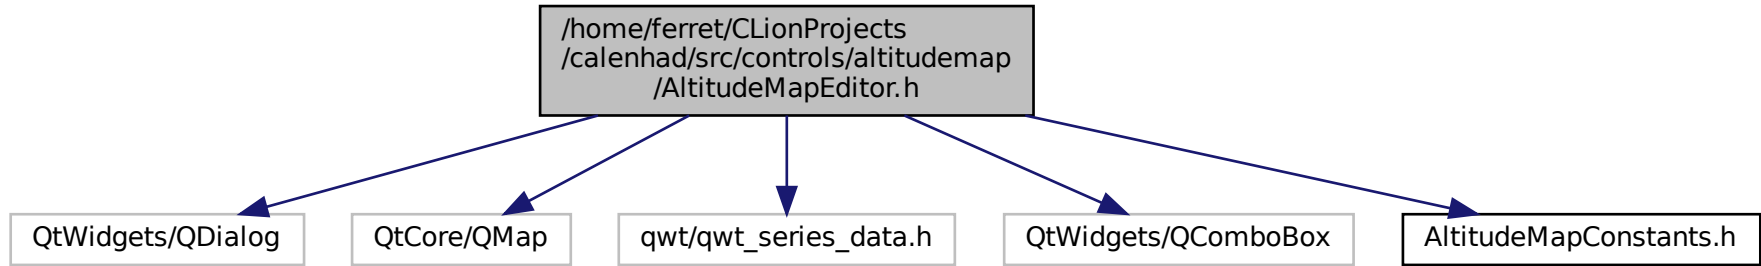 /home/ferret/CLionProjects
/calenhad/src/controls/altitudemap
/AltitudeMapEditor.h
QtWidgets/QDialog
QtCore/QMap
qwt/qwt_series_data.h
QtWidgets/QComboBox
AltitudeMapConstants.h